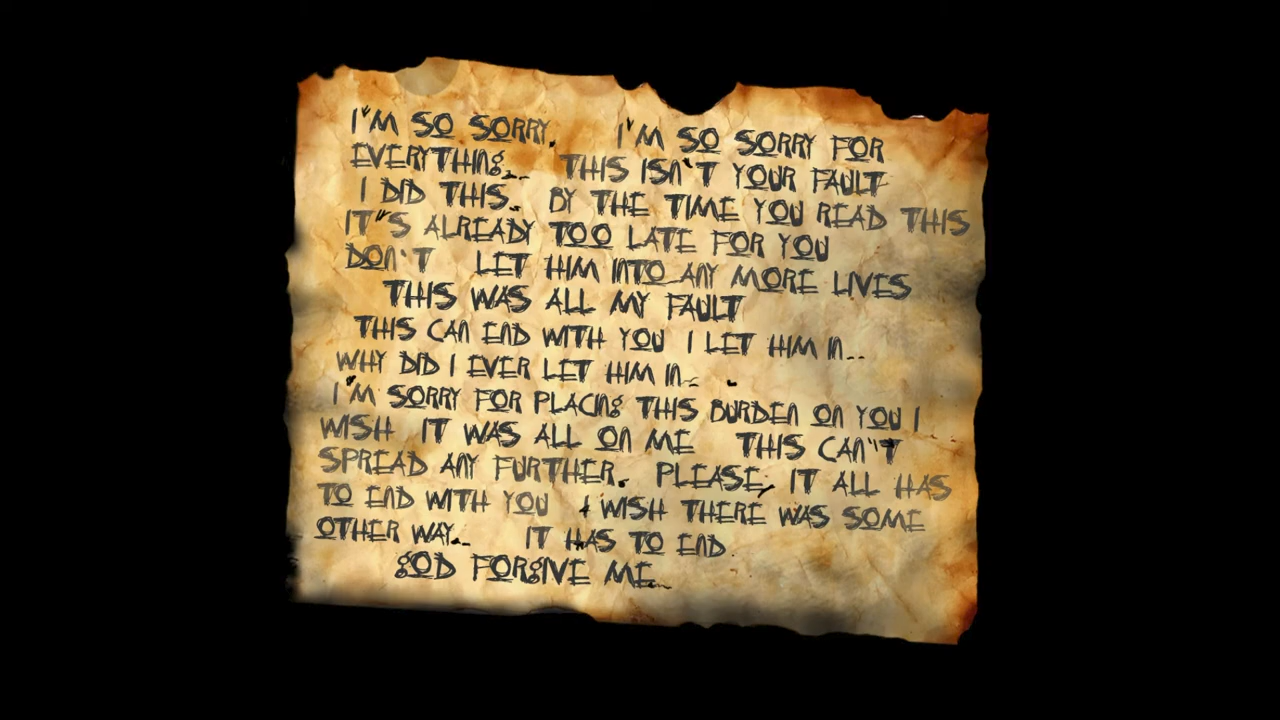 I'M SO SORRY. I'M SO SORRY FOR
EVERYTHING... THIS ISN'T YOUR FAULT
I DID THIS.. BY THE TIME YOU READ THIS
IT"S ALREADY TOO LATE FOR YOU
DON'T LET HIM INTO ANY MORE LIVES
THIS WAS ALL MY FAULT
THIS CAN END WITH YOU I LET HIM IN...
WHY DID I EVER LET HIM IN...
I'M SORRY FOR PLACING THIS BURDEN ON YOU I
WISH IT WAS ALL ON ME THIS CAN"T
SPREAD ANY FURTHER. PLEASE, IT ALL HAS
TO END WITH YOU I WISH THERE WAS SOME
OTHER WAY... IT HAS TO END.
GOD FORGIVE ME...